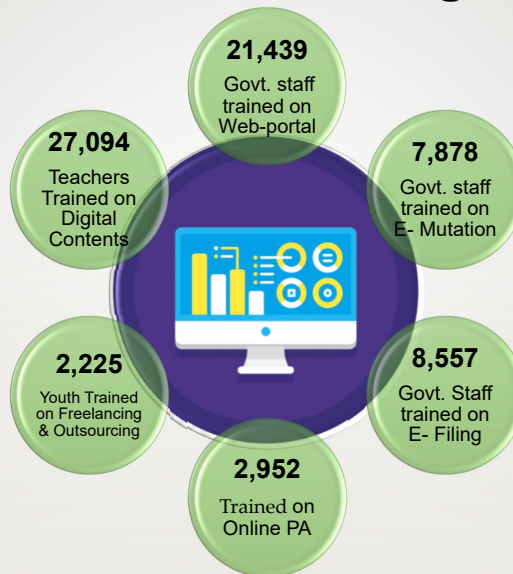 21,439
Govt. staff
trained on
Web-portal
7,878
Govt. staff
trained on
E- Mutation
8,557
Govt. Staff
trained on
E- Filing
2,952
Trained on
Online PA
2,225
Youth Trained
on Freelancing
& Outsourcing
27,094
Teachers
Trained on
Digital
Contents